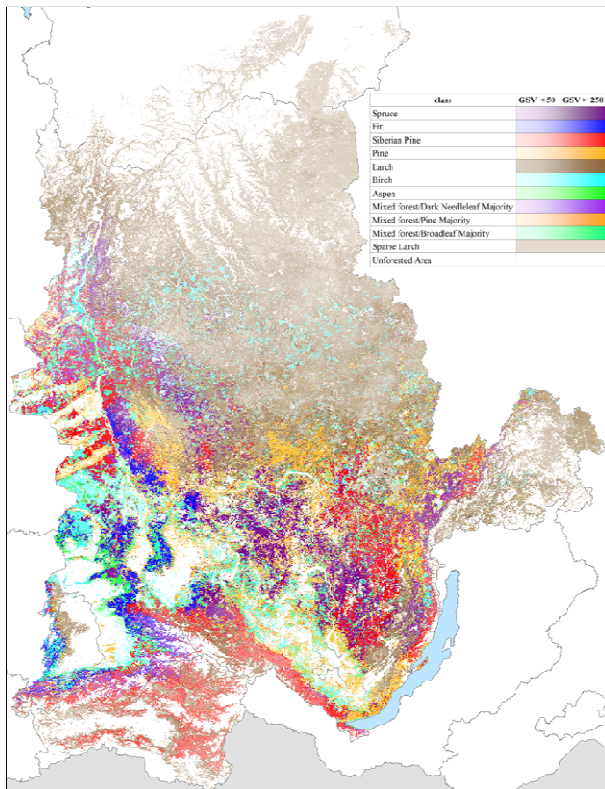 class GSV <50 GSV> 250
Spruce
Fir
Siberian Pine
Pine
Larch
Birch
Aspen
Mixed forest/Dark Needleleaf Majority
Mixed forest/Pine Majority
Mixed forest/Broadleaf Majority
Sparse Larch
Unforested Area